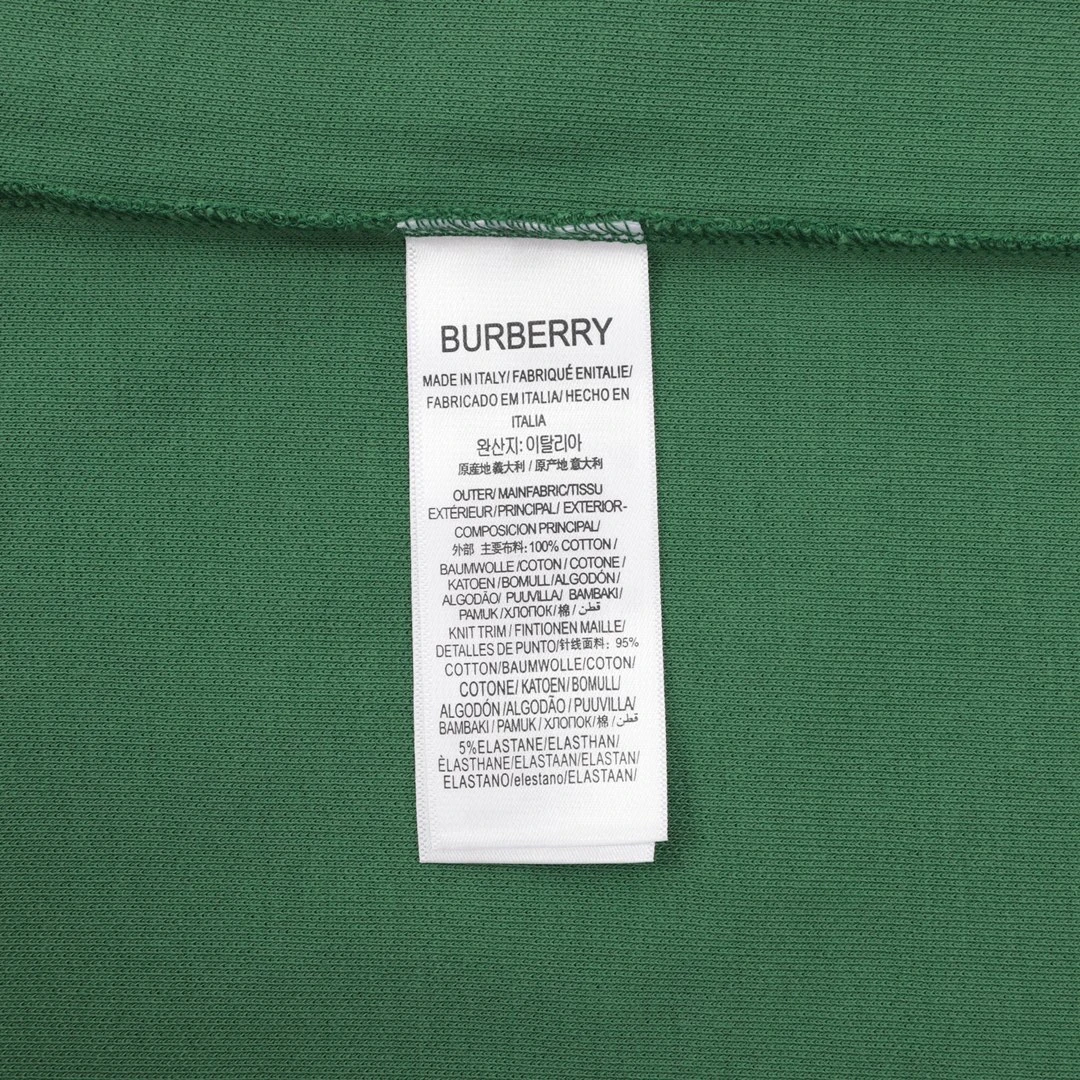 BURBERRY
MADE IN ITALY/ FABRIQUÉ ENITALIE/
FABRICADO EM ITALIA/ HECHO EN
ITALIA
완산지: 이탈리아
原産地 義大利 / 原产地 意大利
OUTER/ MAINFABRIC/TISSU
EXTÉRIEUR/PRINCIPAL/ EXTERIOR-
COMPOSICION PRINCIPAL/
外部 主要布料: 100% COTTON /
BAUMWOLLE /COTON / COTONE /
KATOEN / BOMULL / ALGODÓN /
ALGODÃO/ PUUVILLA/ BAMBAKI /
PAMUK / ХЛОПОК/ 棉 / قطن
KNIT TRIM / FINTIONEN MAILLE/
DETALLES DE PUNTO/针线面料: 95%
COTTON/BAUMWOLLE/COTON/
COTONE/ KATOEN/ BOMULL/
ALGODÓN /ALGODÃO / PUUVILLA/
BAMBAKI / PAMUK / ХЛОПОК/棉 / قطن
5%ELASTANE/ELASTHAN/
ÈLASTHANE/ELASTAAN/ELASTAN/
ELASTANO/elestano/ELASTAAN/